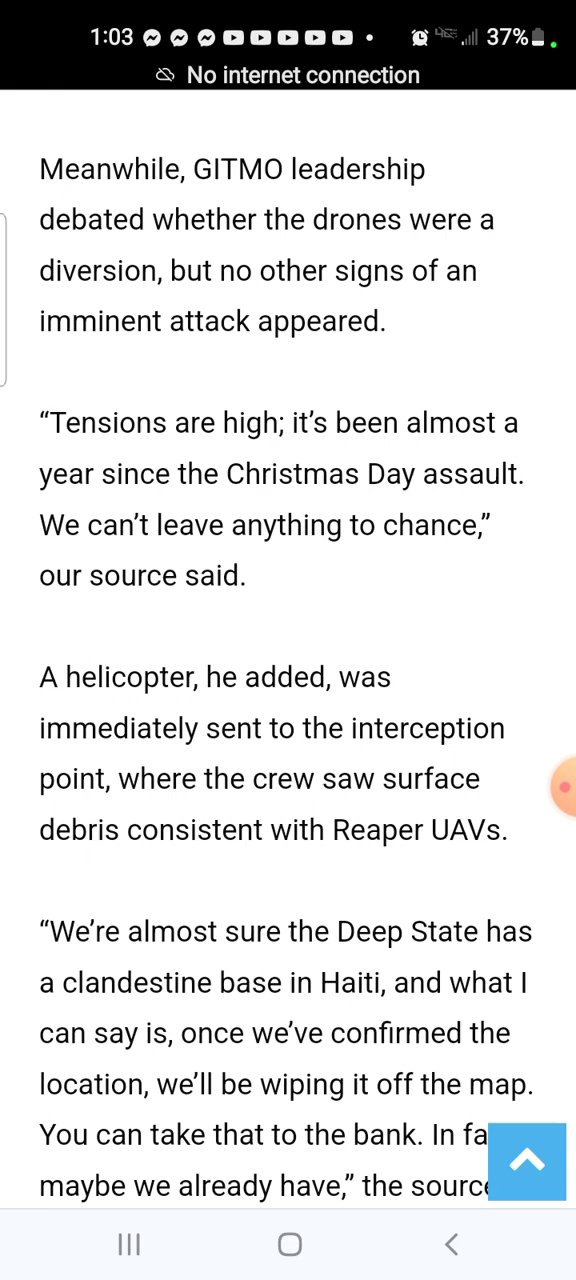 1:03
37%
No internet connection
Meanwhile, GITMO leadership
debated whether the drones were a
diversion, but no other signs of an
imminent attack appeared.
“Tensions are high; it’s been almost a
year since the Christmas Day assault.
We can’t leave anything to chance,”
our source said.
A helicopter, he added, was
immediately sent to the interception
point, where the crew saw surface
debris consistent with Reaper UAVs.
“We’re almost sure the Deep State has
a clandestine base in Haiti, and what I
can say is, once we’ve confirmed the
location, we’ll be wiping it off the map.
You can take that to the bank. In fa
maybe we already have,” the source